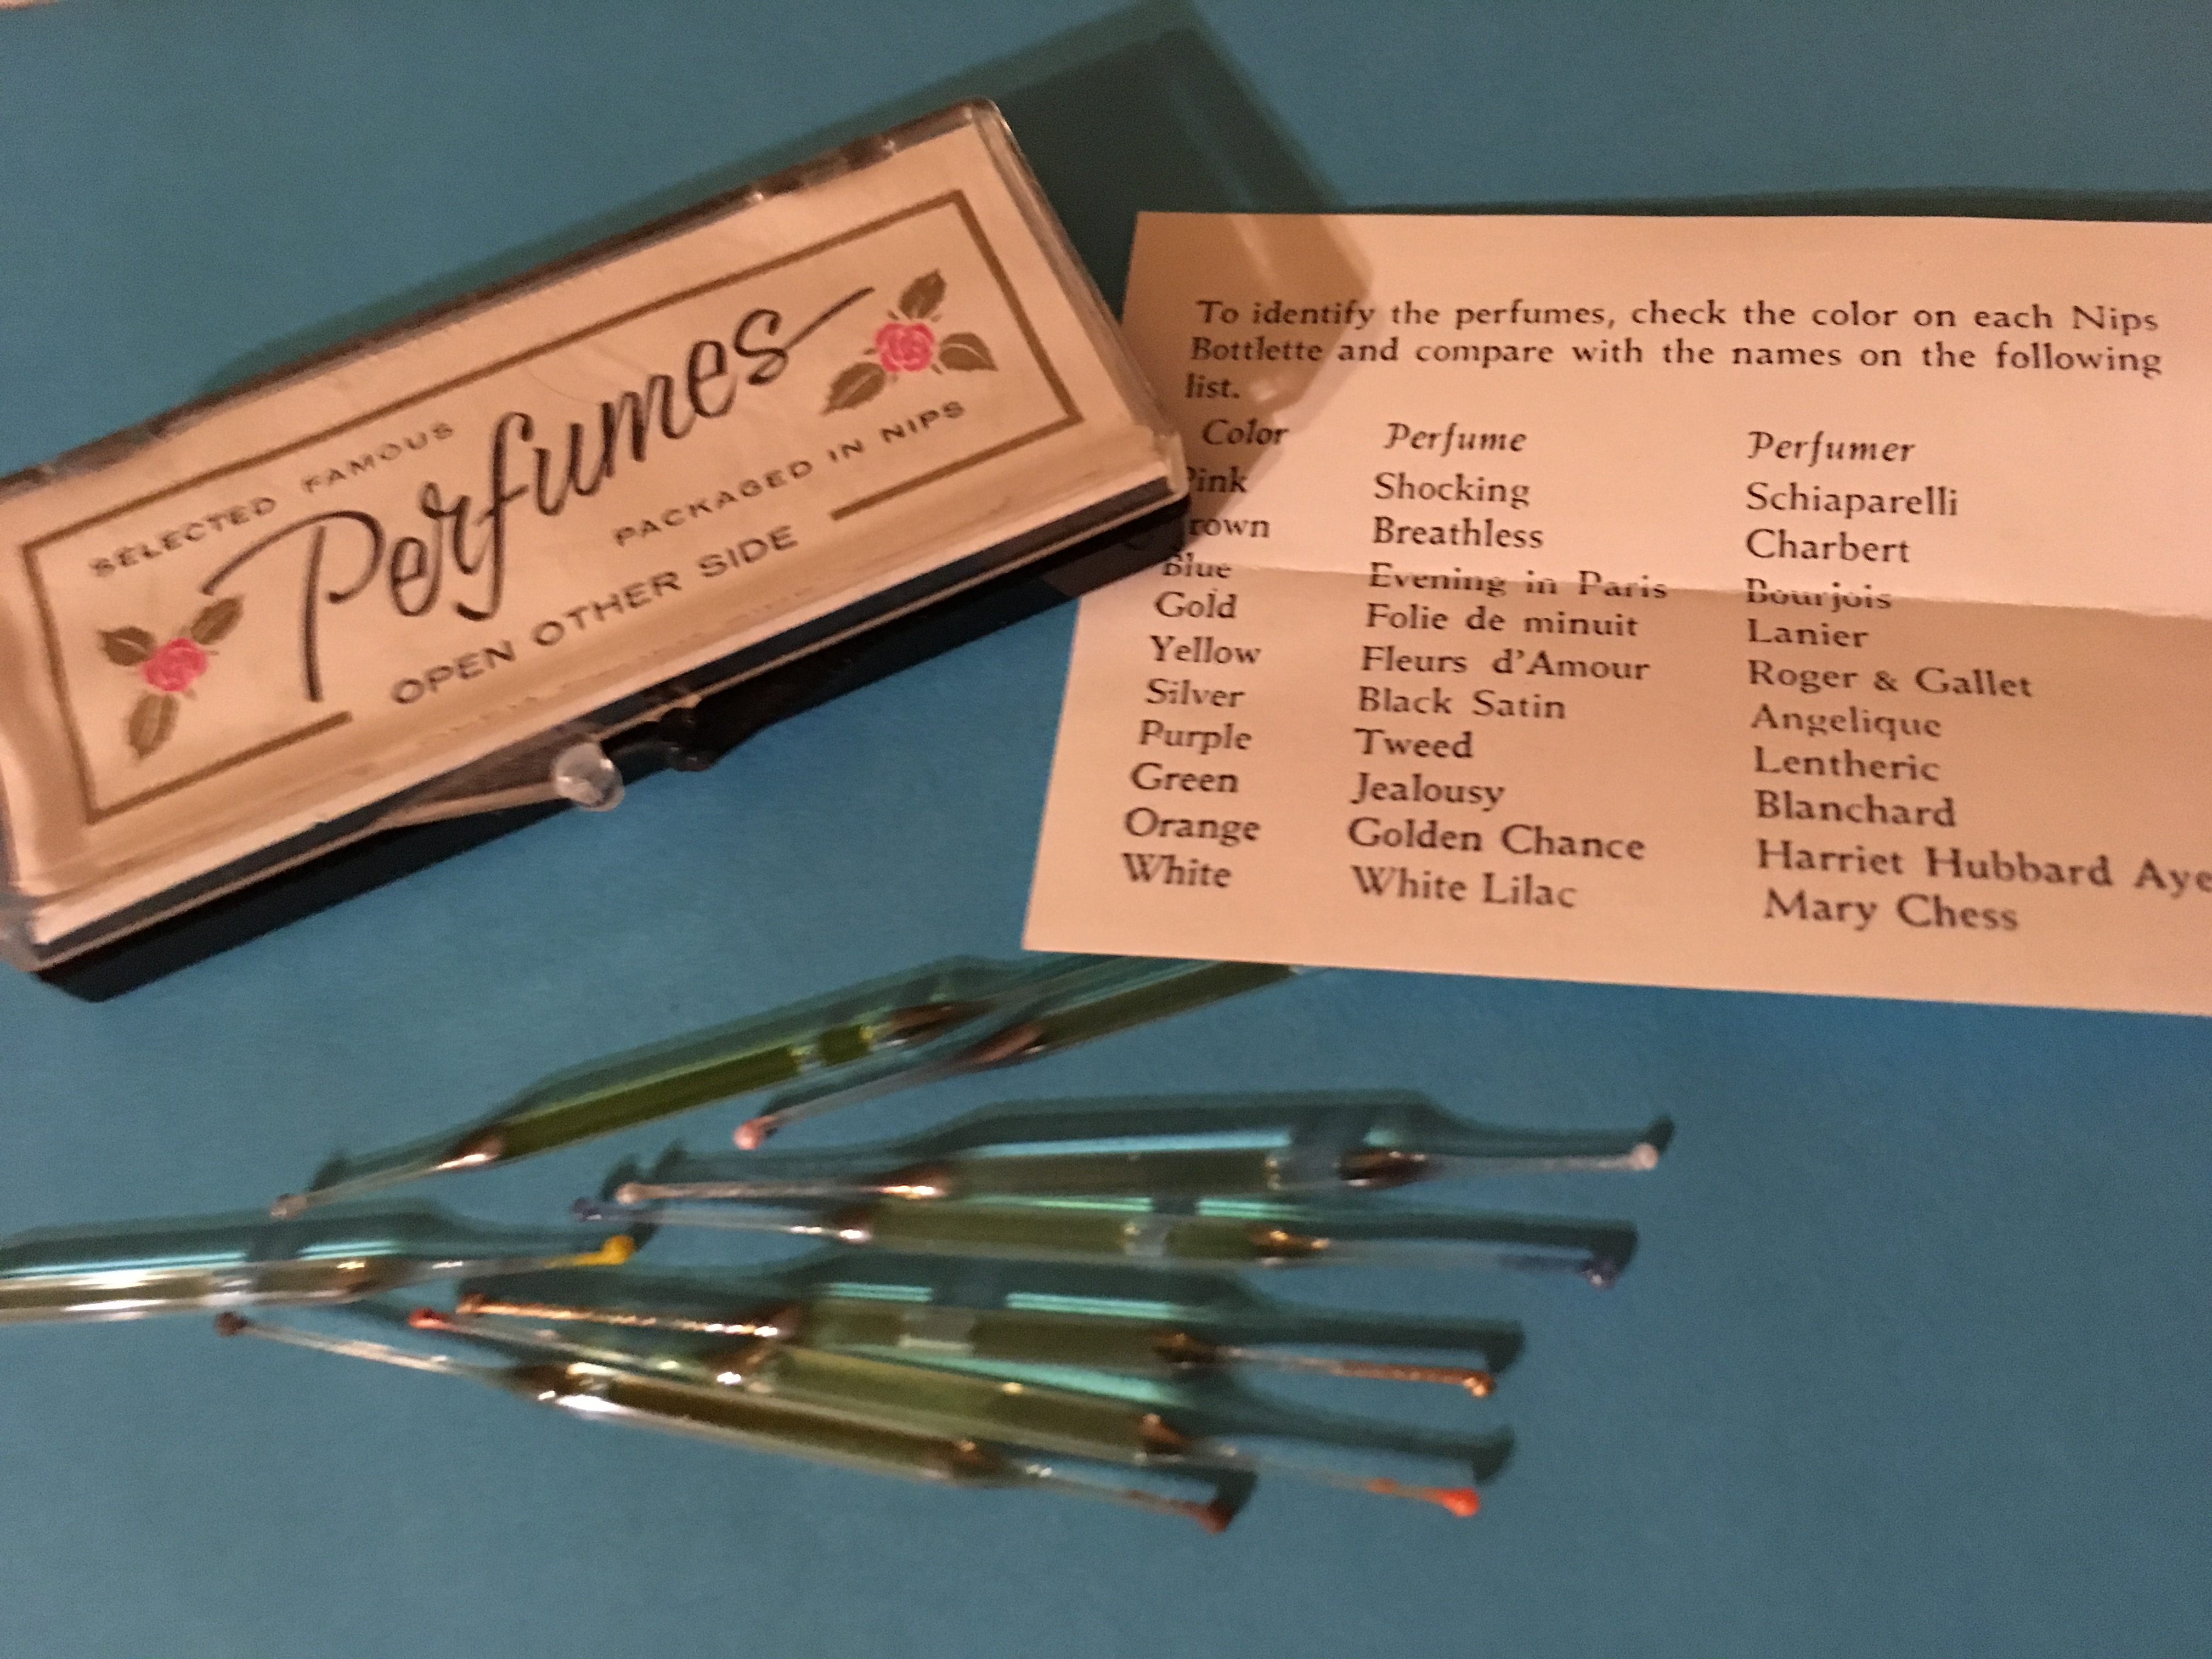 SELECTED FAMOUS
Perfumes
PACKAGED IN NIPS
OPEN OTHER SIDE
To identify the perfumes, check the color on each Nips
Bottlette and compare with the names on the following
list.
Color Perfume Perfumer
Pink Shocking Schiaparelli
rown Breathless Charbert
Blue Evening in Paris Bourjois
Gold Folie de minuit Lanier
Yellow Fleurs d'Amour Roger & Gallet
Silver Black Satin Angelique
Purple Tweed Lentheric
Green Jealousy Blanchard
Orange Golden Chance Harriet Hubbard Aye
White White Lilac Mary Chess